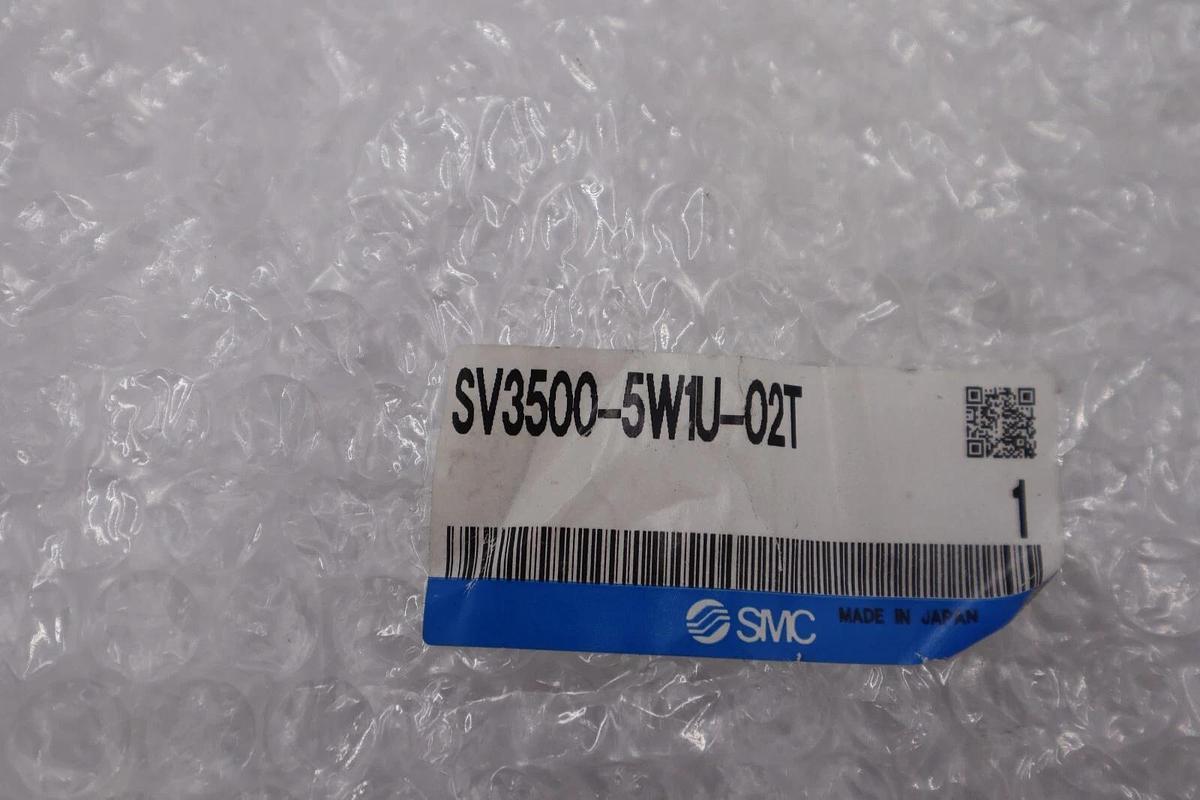 SV3500-5W1U-02T
1
SMC MADE IN JAPAN